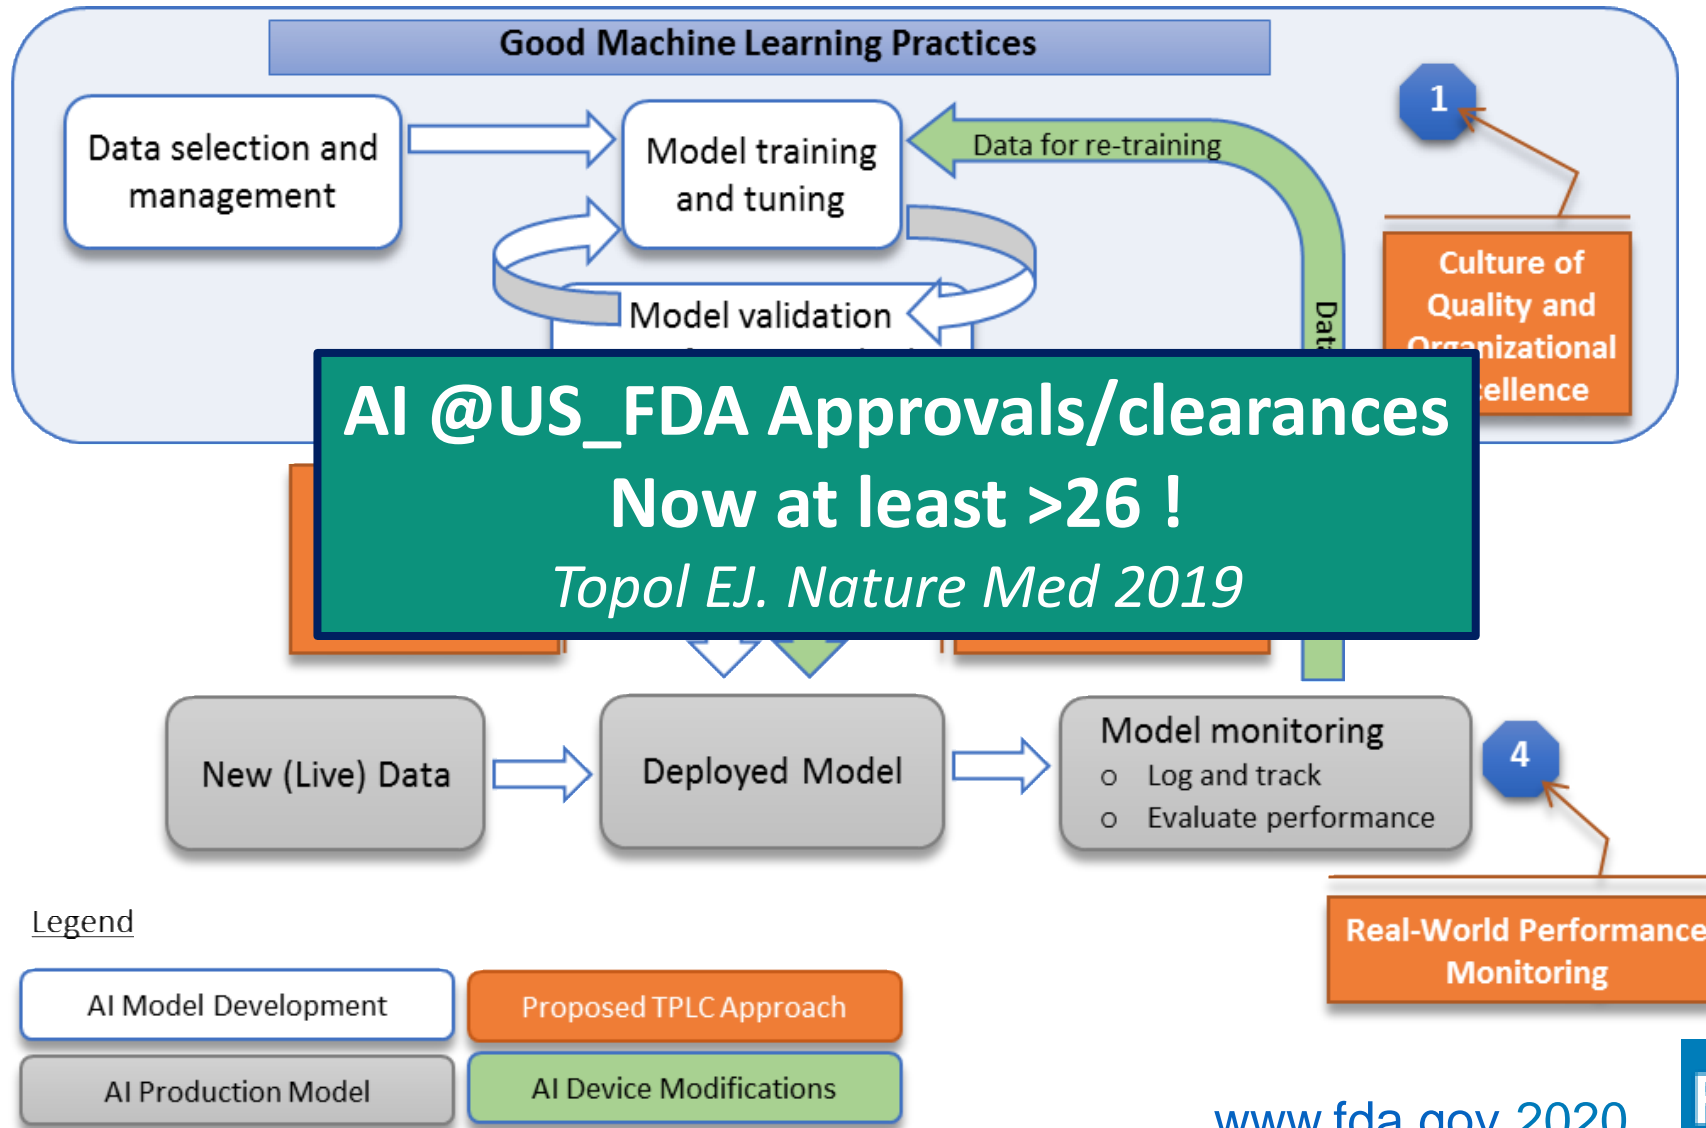 Good Machine Learning Practices
Data selection and
management
Model training
and tuning
Data for re-training
1
Culture of
Quality and
Organizational
Model validation
AI @US_FDA Approvals/clearances
Now at least >26 !
Topol EJ. Nature Med 2019
New (Live) Data
Deployed Model
Model monitoring
o Log and track
o Evaluate performance
4
Real-World Performance
Monitoring
Legend
AI Model Development
Proposed TPLC Approach
AI Production Model
AI Device Modifications
www.fda.gov 2020